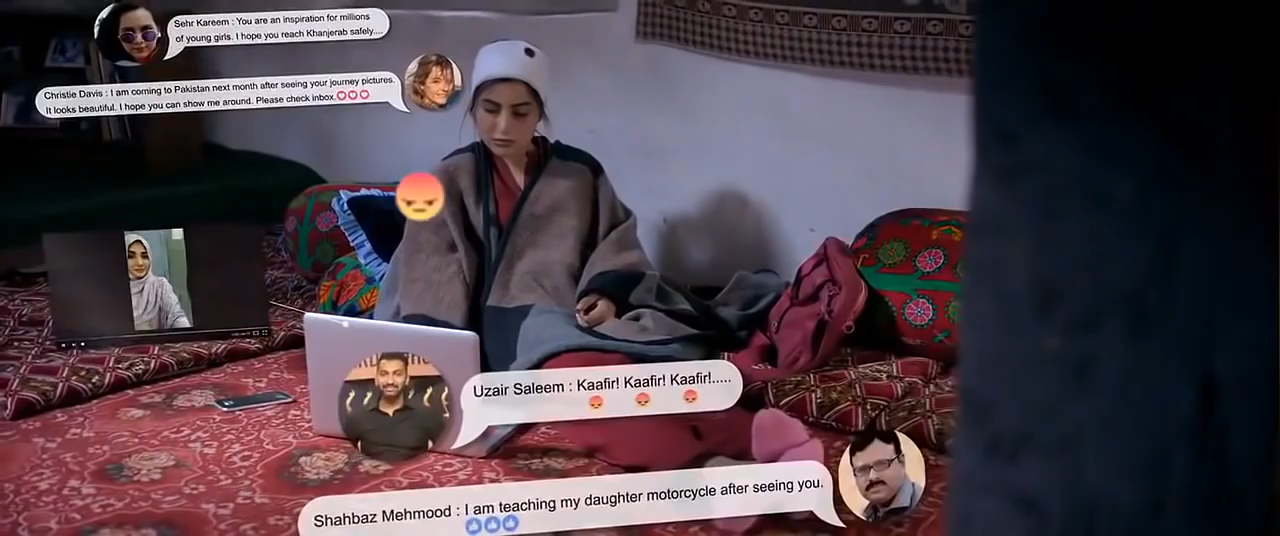 Sehr Kareem : You are an inspiration for millions
of young girls. I hope you reach Khanjerab safely....
Christie Davis : I am coming to Pakistan next month after seeing your journey pictures.
It looks beautiful. I hope you can show me around. Please check inbox.
Uzair Saleem : Kaafir! Kaafir! Kaafir!.....
Shahbaz Mehmood : I am teaching my daughter motorcycle after seeing you.